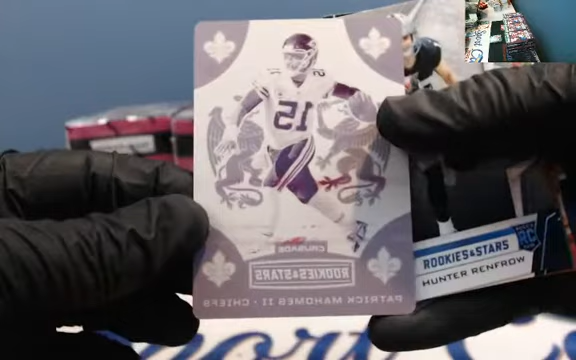 15
CRUSADE
ROOKIES & STARS
PATRICK MAHOMES II · CHIEFS
ROOKIES & STARS
RC
HUNTER RENFROW